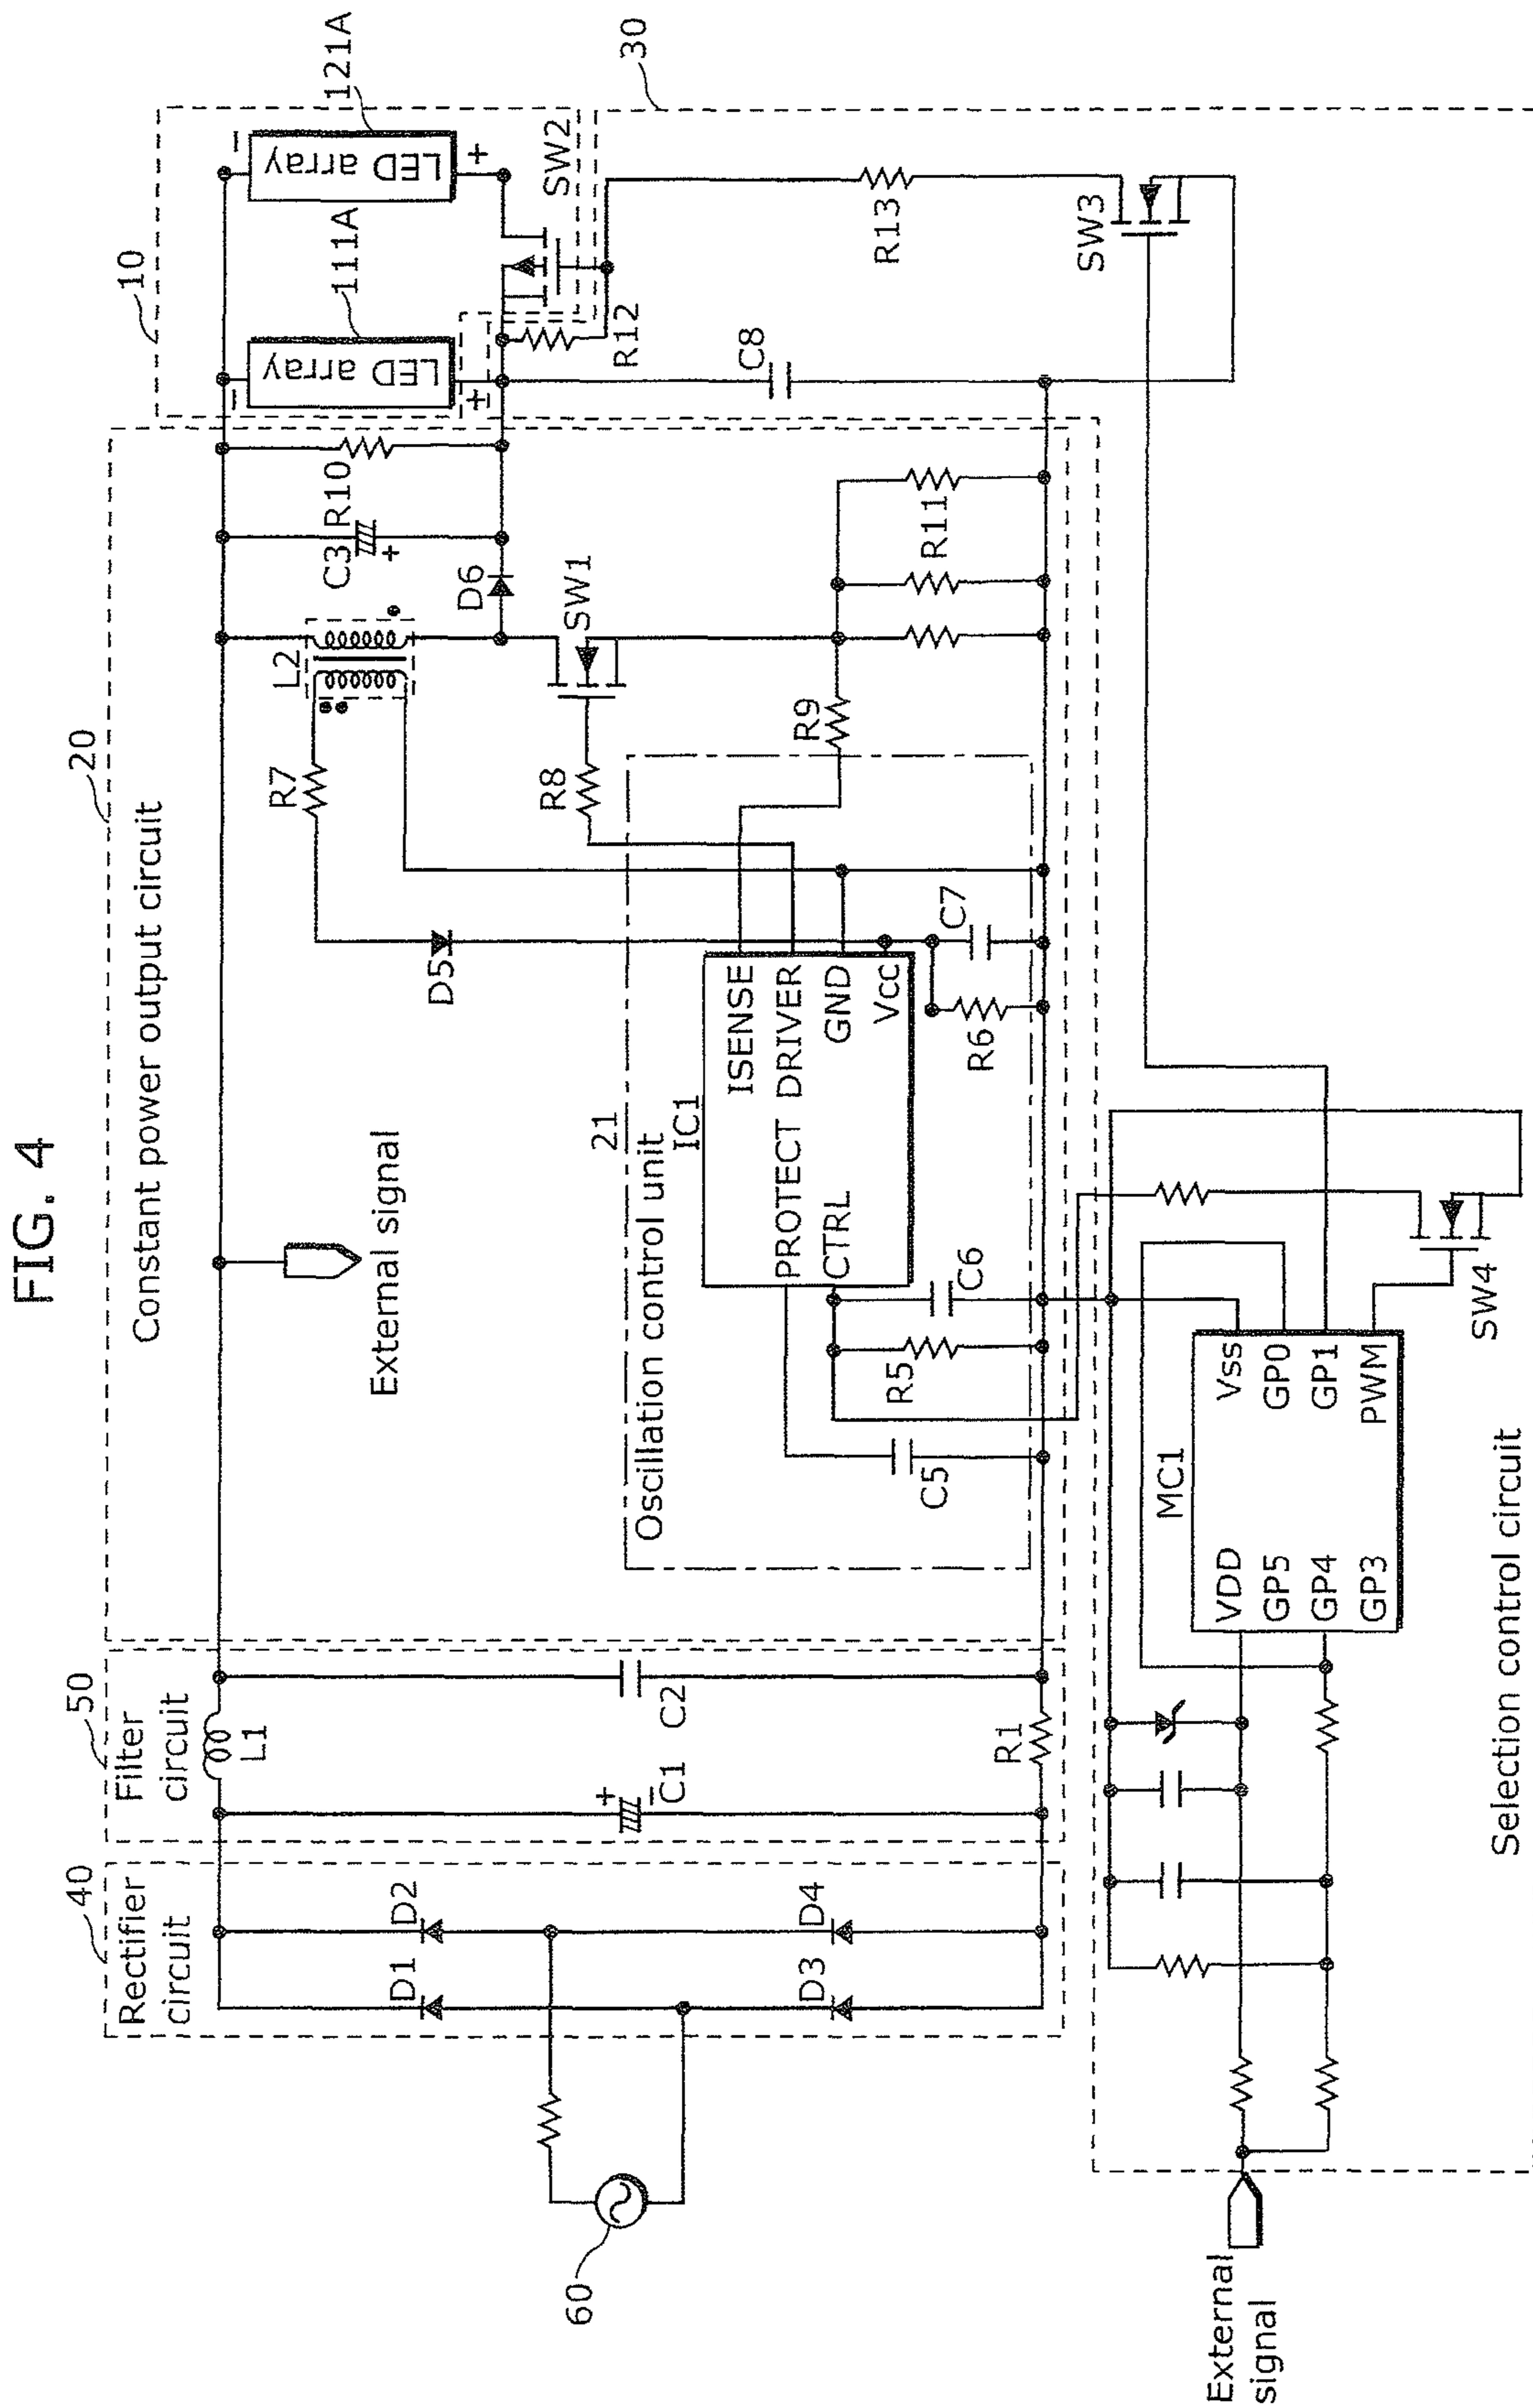 FIG. 4
20
Constant power output circuit
10
40
Rectifier
circuit
50
Filter
circuit
L1
External signal
R7
L2
C3
R10
111A
121A
LED array
LED array
−
−
+
+
+
D1
D2
D5
D6
SW2
SW1
R8
R12
30
60
D3
D4
+
−
C1
C2
R1
21
Oscillation control unit
IC1
PROTECT
CTRL
ISENSE
DRIVER
GND
Vcc
R9
C8
R13
C5
R5
C6
R6
C7
R11
SW3
External
signal
MC1
VDD
GP5
GP4
GP3
Vss
GP0
GP1
PWM
SW4
Selection control circuit